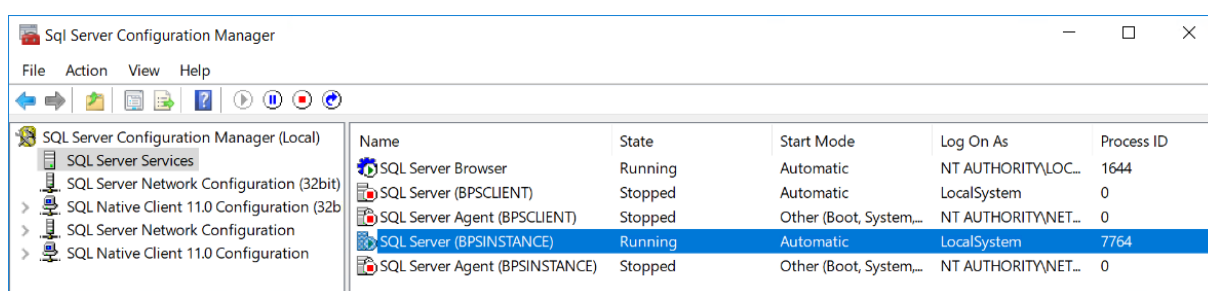 Sql Server Configuration Manager
File Action View Help
SQL Server Configuration Manager (Local)
SQL Server Services
SQL Server Network Configuration (32bit)
SQL Native Client 11.0 Configuration (32b
SQL Server Network Configuration
SQL Native Client 11.0 Configuration
Name State Start Mode Log On As Process ID
SQL Server Browser Running Automatic NT AUTHORITY\LOC... 1644
SQL Server (BPSCLIENT) Stopped Automatic LocalSystem 0
SQL Server Agent (BPSCLIENT) Stopped Other (Boot, System,... NT AUTHORITY\NET... 0
SQL Server (BPSINSTANCE) Running Automatic LocalSystem 7764
SQL Server Agent (BPSINSTANCE) Stopped Other (Boot, System,... NT AUTHORITY\NET... 0